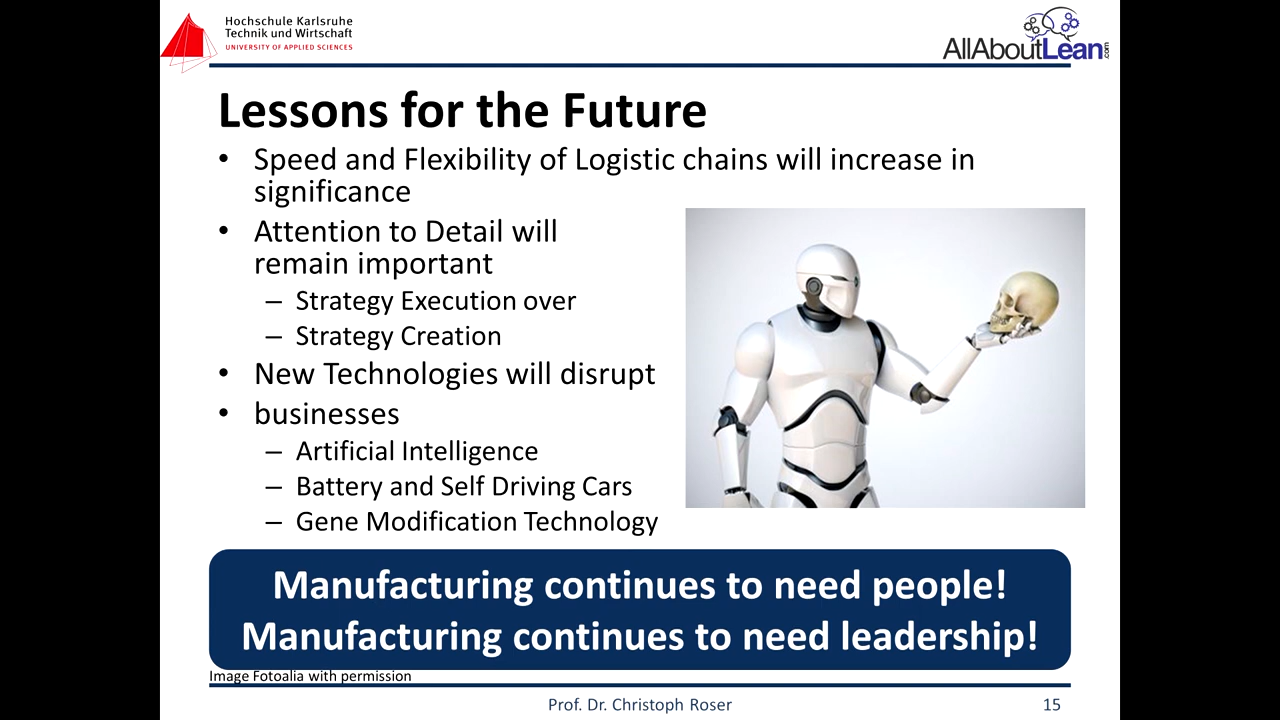 Hochschule Karlsruhe
Technik und Wirtschaft
UNIVERSITY OF APPLIED SCIENCES
AllAboutLean.com
Lessons for the Future
• Speed and Flexibility of Logistic chains will increase in
significance
• Attention to Detail will
remain important
– Strategy Execution over
– Strategy Creation
• New Technologies will disrupt
• businesses
– Artificial Intelligence
– Battery and Self Driving Cars
– Gene Modification Technology
Manufacturing continues to need people!
Manufacturing continues to need leadership!
Image Fotoalia with permission
Prof. Dr. Christoph Roser
15